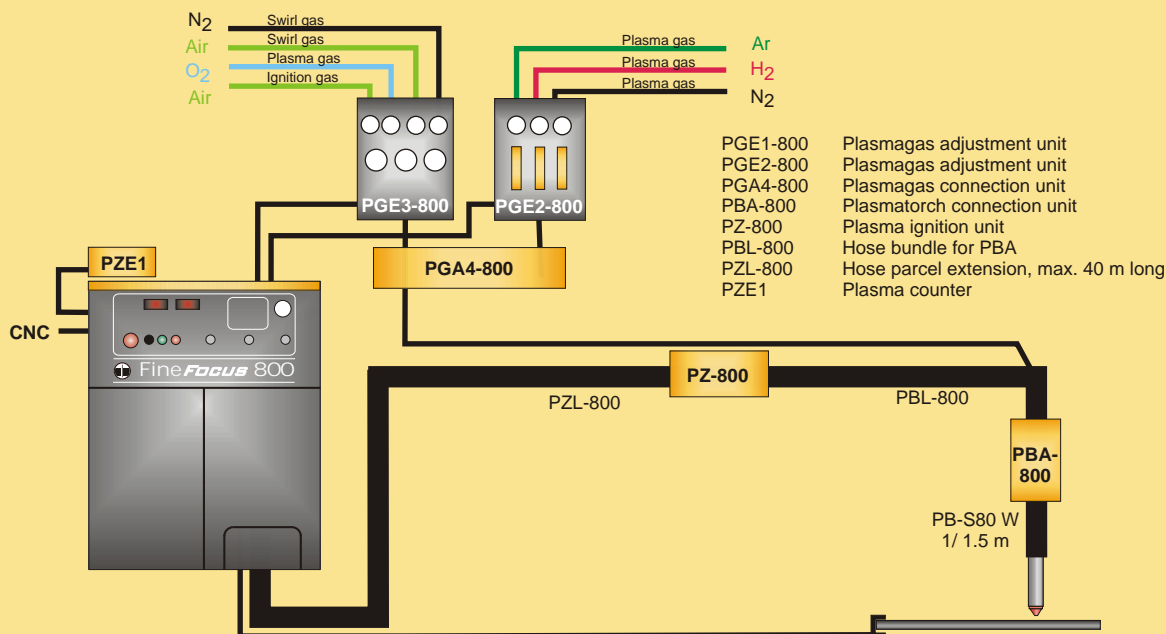 N2 Swirl gas
Air Swirl gas
O2 Plasma gas
Air Ignition gas
Plasma gas Ar
Plasma gas H2
Plasma gas N2
PGE3-800
PGE2-800
PGE1-800 Plasmagas adjustment unit
PGE2-800 Plasmagas adjustment unit
PGA4-800 Plasmagas connection unit
PBA-800 Plasmatorch connection unit
PZ-800 Plasma ignition unit
PBL-800 Hose bundle for PBA
PZL-800 Hose parcel extension, max. 40 m long
PZE1 Plasma counter
PZE1
PGA4-800
CNC
FineFocus 800
PZ-800
PZL-800
PBL-800
PBA-
800
PB-S80 W
1/ 1.5 m